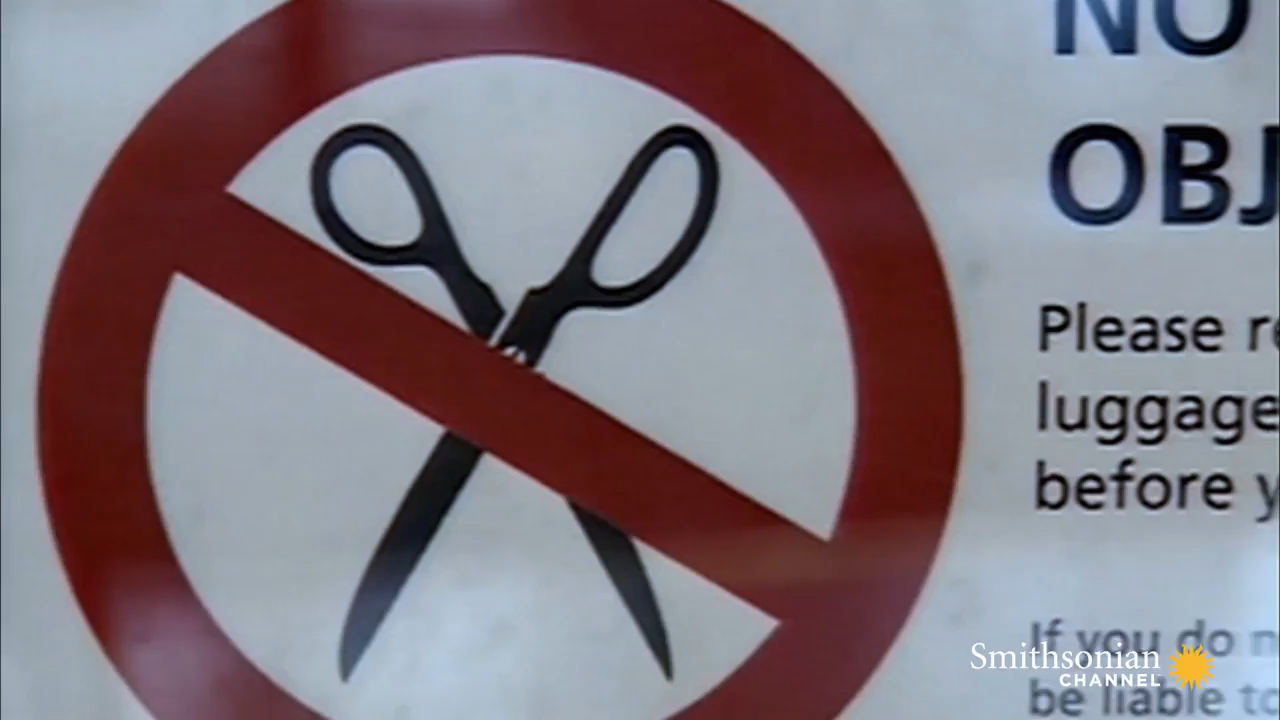 NO
OBJ
Please re
luggage
before y
If you do n
be liable to
Smithsonian
CHANNEL